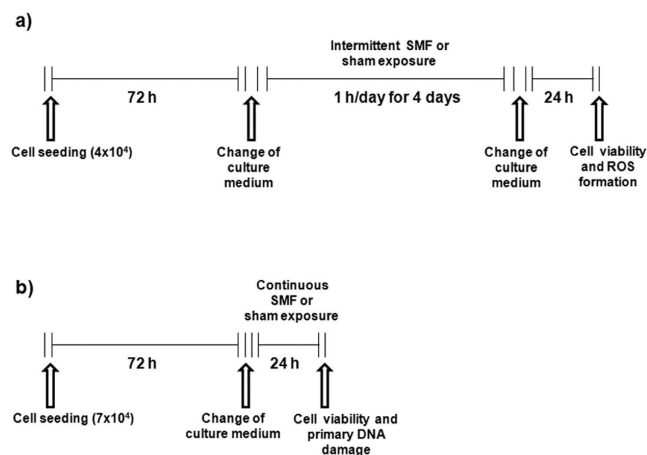 a)
Intermittent SMF or
sham exposure
72 h
1 h/day for 4 days
24 h
Cell seeding (4x10⁴)
Change of
culture
medium
Change of
culture
medium
Cell viability
and ROS
formation
b)
Continuous
SMF or
sham exposure
72 h
24 h
Cell seeding (7x10⁴)
Change of
culture medium
Cell viability and
primary DNA
damage